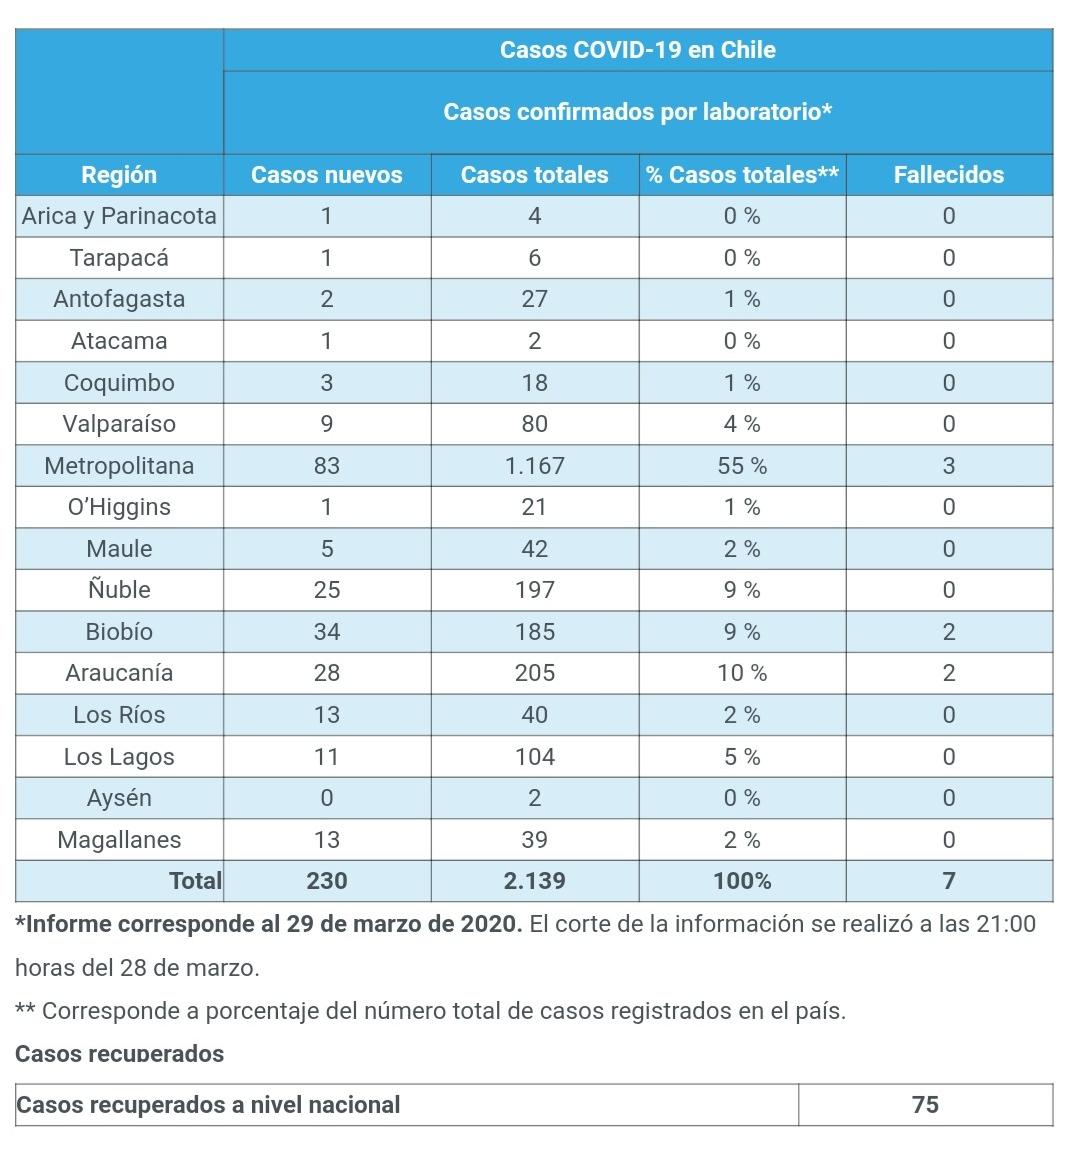 Casos COVID-19 en Chile
Casos confirmados por laboratorio*
Región Casos nuevos Casos totales % Casos totales** Fallecidos
Arica y Parinacota 1 4 0 % 0
Tarapacá 1 6 0 % 0
Antofagasta 2 27 1 % 0
Atacama 1 2 0 % 0
Coquimbo 3 18 1 % 0
Valparaíso 9 80 4 % 0
Metropolitana 83 1.167 55 % 3
O’Higgins 1 21 1 % 0
Maule 5 42 2 % 0
Ñuble 25 197 9 % 0
Biobío 34 185 9 % 2
Araucanía 28 205 10 % 2
Los Ríos 13 40 2 % 0
Los Lagos 11 104 5 % 0
Aysén 0 2 0 % 0
Magallanes 13 39 2 % 0
Total 230 2.139 100% 7
*Informe corresponde al 29 de marzo de 2020. El corte de la información se realizó a las 21:00
horas del 28 de marzo.
** Corresponde a porcentaje del número total de casos registrados en el país.
Casos recuperados
Casos recuperados a nivel nacional 75